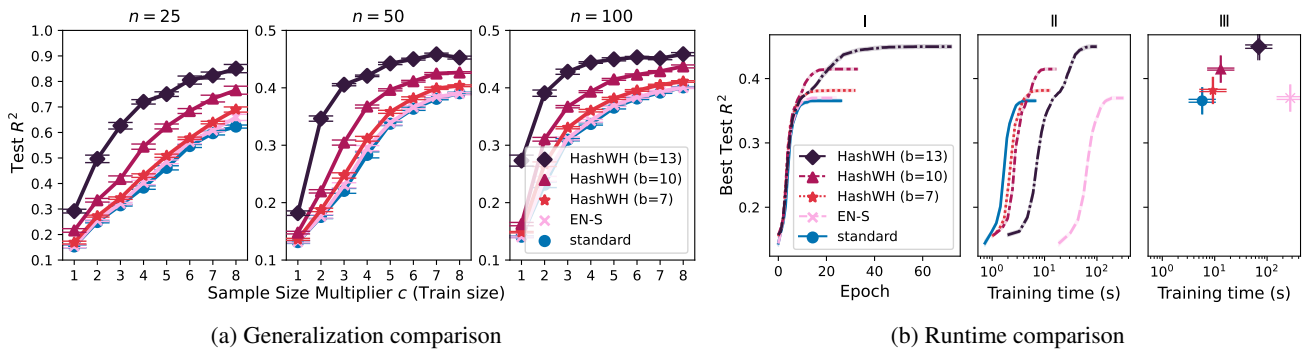 n = 25
n = 50
n = 100
Test R²
1.0
0.9
0.8
0.7
0.6
0.5
0.4
0.3
0.2
0.1
1 2 3 4 5 6 7 8
0.5
0.4
0.3
0.2
0.1
1 2 3 4 5 6 7 8
0.5
0.4
0.3
0.2
0.1
1 2 3 4 5 6 7 8
HashWH (b=13)
HashWH (b=10)
HashWH (b=7)
EN-S
standard
Sample Size Multiplier c (Train size)
(a) Generalization comparison
I
II
III
Best Test R²
0.4
0.3
0.2
0 20 40 60
Epoch
HashWH (b=13)
HashWH (b=10)
HashWH (b=7)
EN-S
standard
10⁰ 10¹ 10²
Training time (s)
10⁰ 10¹ 10²
Training time (s)
(b) Runtime comparison